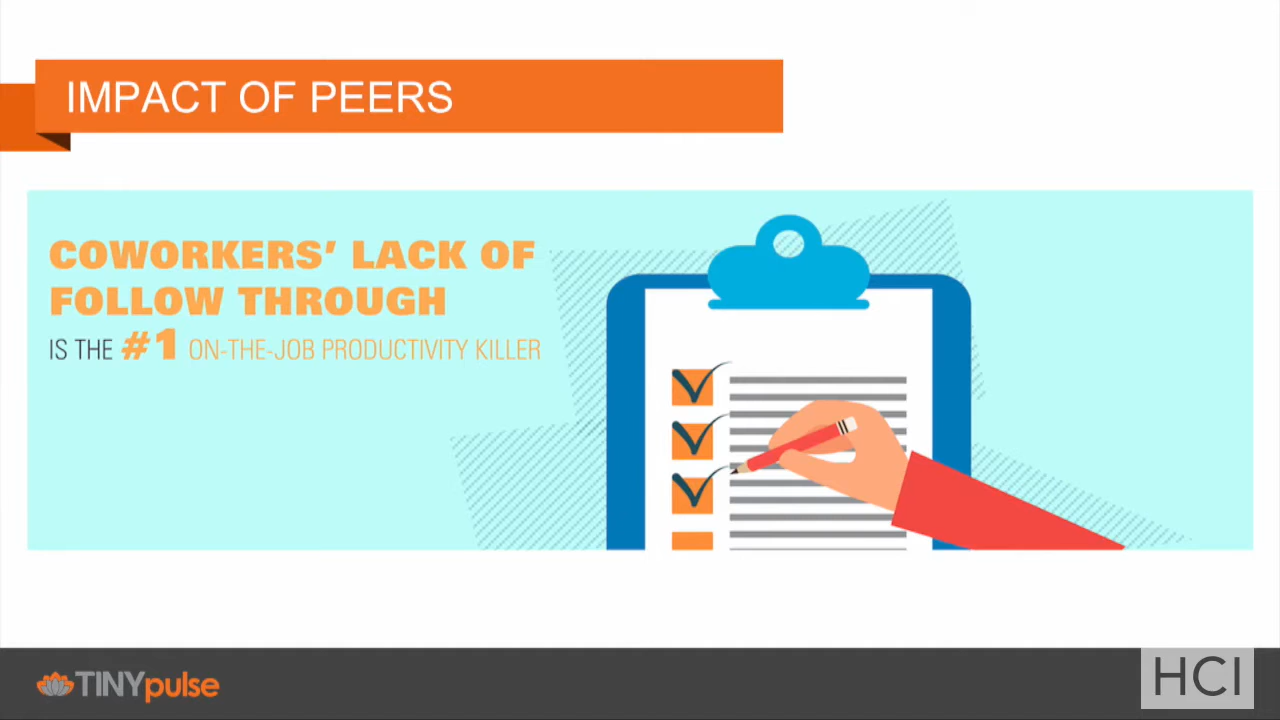 IMPACT OF PEERS
COWORKERS’ LACK OF
FOLLOW THROUGH
IS THE #1 ON-THE-JOB PRODUCTIVITY KILLER
TINYpulse
HCI